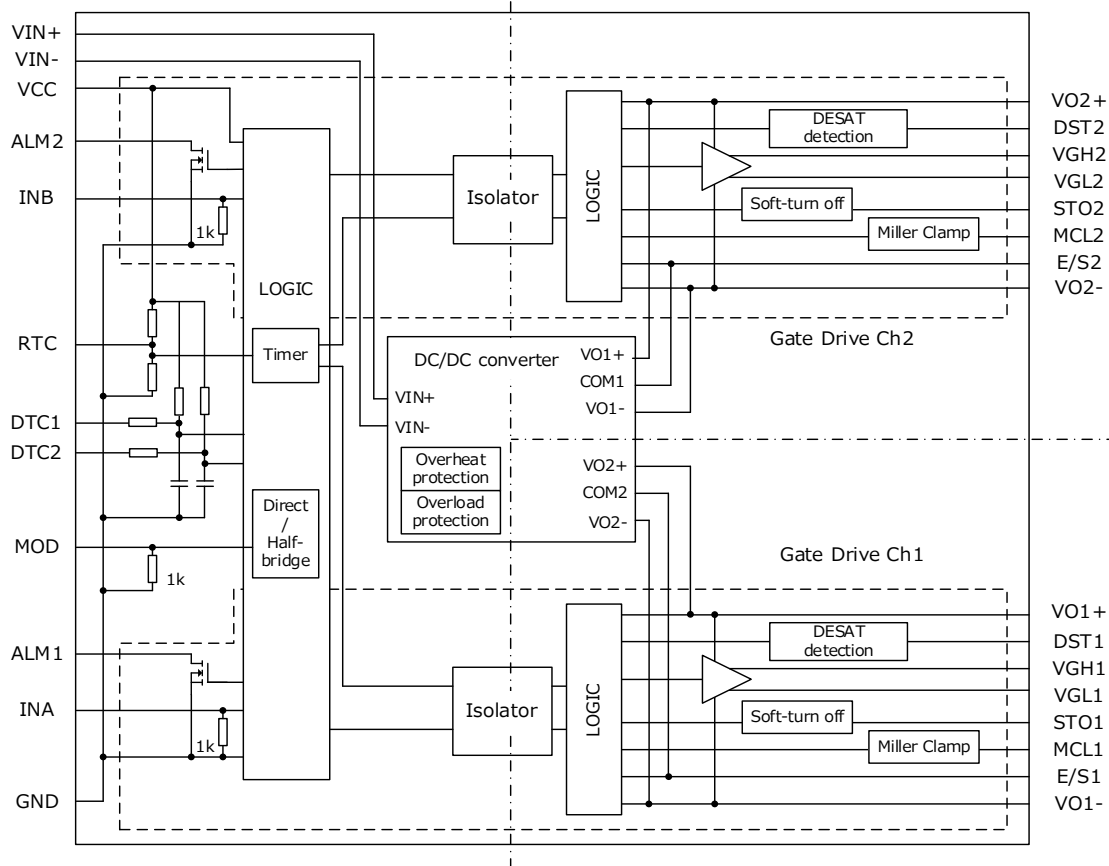 VIN+
VIN-
VCC
ALM2
INB
RTC
DTC1
DTC2
MOD
ALM1
INA
GND
1k
LOGIC
Timer
Direct
/
Half-
bridge
1k
1k
Isolator
LOGIC
DESAT
detection
Soft-turn off
Miller Clamp
Gate Drive Ch2
DC/DC converter
VIN+
VIN-
Overheat
protection
Overload
protection
VO1+
COM1
VO1-
VO2+
COM2
VO2-
Gate Drive Ch1
Isolator
LOGIC
DESAT
detection
Soft-turn off
Miller Clamp
VO2+
DST2
VGH2
VGL2
STO2
MCL2
E/S2
VO2-
VO1+
DST1
VGH1
VGL1
STO1
MCL1
E/S1
VO1-